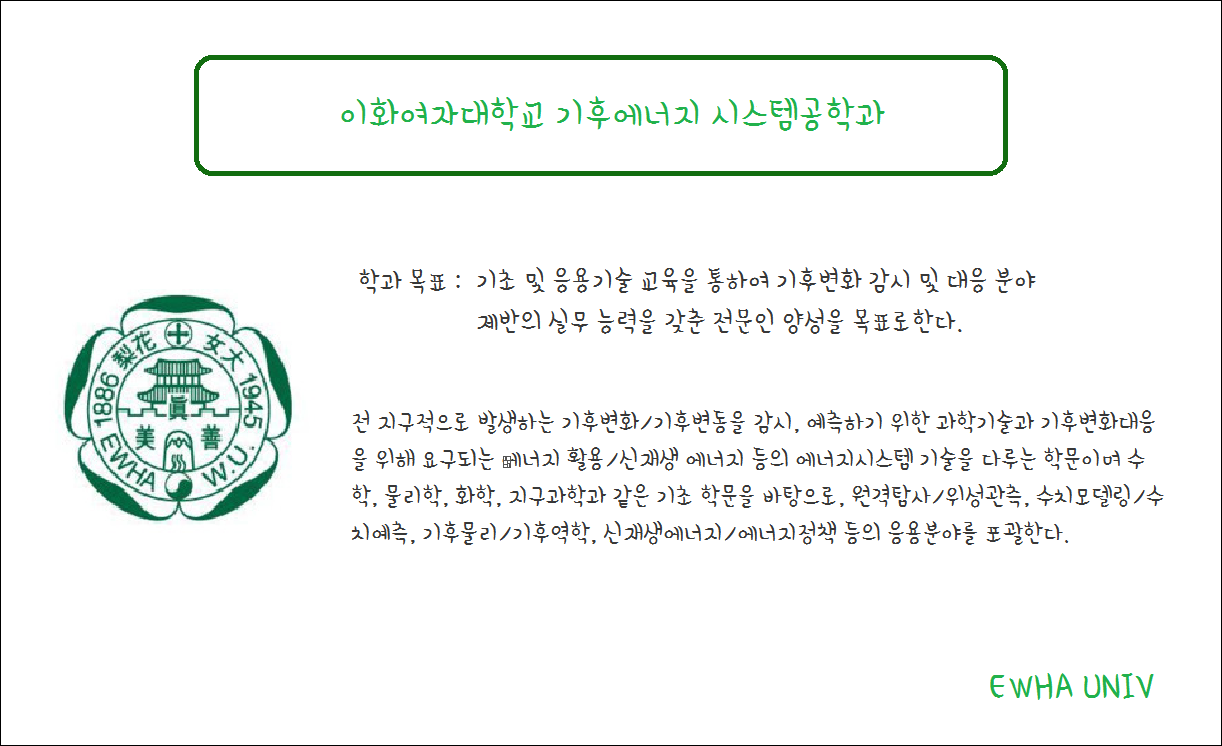 이화여자대학교 기후에너지 시스템공학과
학과 목표 : 기초 및 응용기술 교육을 통하여 기후변화 감시 및 대응 분야
제반의 실무 능력을 갖춘 전문인 양성을 목표로한다.
梨花 女大
1886 1945
眞
美 善
EWHA W.U.
전 지구적으로 발생하는 기후변화/기후변동을 감시, 예측하기 위한 과학기술과 기후변화대응
을 위해 요구되는 에너지 활용/신재생 에너지 등의 에너지시스템 기술을 다루는 학문이며 수
학, 물리학, 화학, 지구과학과 같은 기초 학문을 바탕으로, 원격탐사/위성관측, 수치모델링/수
치예측, 기후물리/기후역학, 신재생에너지/에너지정책 등의 응용분야를 포괄한다.
EWHA UNIV